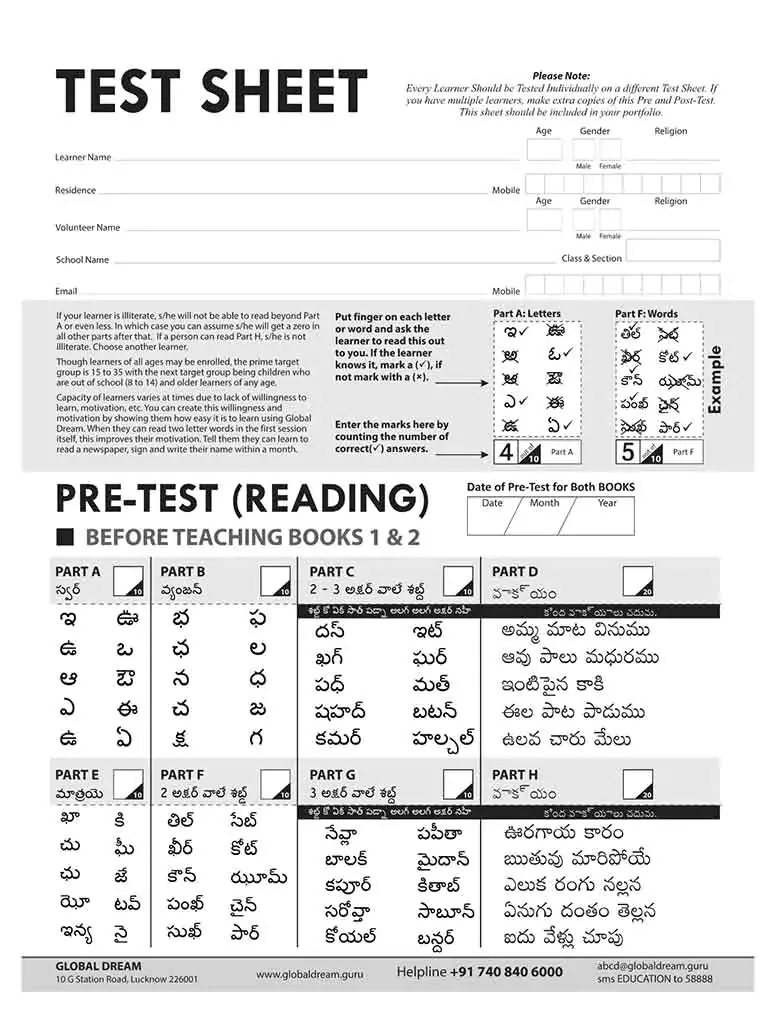 TEST SHEET
Please Note:
Every Learner Should be Tested Individually on a different Test Sheet. If
you have multiple learners, make extra copies of this Pre and Post-Test.
This sheet should be included in your portfolio.
Age Gender Religion
Learner Name
Male Female
Residence Mobile
Age Gender Religion
Volunteer Name
Male Female
School Name Class & Section
Email Mobile
If your learner is illiterate, s/he will not be able to read beyond Part
A or even less. In which case you can assume s/he will get a zero in
all other parts after that. If a person can read Part H, s/he is not
illiterate. Choose another learner.
Though learners of all ages may be enrolled, the prime target
group is 15 to 35 with the next target group being children who
are out of school (8 to 14) and older learners of any age.
Capacity of learners varies at times due to lack of willingness to
learn, motivation, etc. You can create this willingness and
motivation by showing them how easy it is to learn using Global
Dream. When they can read two letter words in the first session
itself, this improves their motivation. Tell them they can learn to
read a newspaper, sign and write their name within a month.
Put finger on each letter
or word and ask the
learner to read this out
to you. If the learner
knows it, mark a (✓), if
not mark with a (×).
Enter the marks here by
counting the number of
correct(✓) answers.
Part A: Letters
ఇ ✓ ఊ
అ ఓ ✓
ఆ ఔ
ఎ ✓ ఈ
ఉ ఏ ✓
4 out of 10 Part A
Part F: Words
తిల్ సేబ్
ఖీర్ కోట్ ✓
కౌన్ ఝూమ్
పంఖ్ చైన్
సుఖ్ పార్ ✓
5 out of 10 Part F
Example
PRE-TEST (READING)
BEFORE TEACHING BOOKS 1 & 2
Date of Pre-Test for Both BOOKS
Date Month Year
PART A 10
స్వర్
ఇ ఊ
ఉ ఒ
ఆ ఔ
ఎ ఈ
ఉ ఏ
PART B 10
వ్యంజన్
భ ఫ
ఛ ల
న ధ
చ జ
క్ష గ
PART C 10
2 - 3 అక్షర్ వాలే శబ్ద్
శబ్ద్ కో ఏక్ సాత్ పఢ్నా అలగ్ అలగ్ అక్షర్ నహీ
దస్ ఇట్
ఖగ్ ఘర్
పధ్ మత్
షహద్ బటన్
కమర్ హల్చల్
PART D 20
అమ్మ మాట వినుము
ఆవు పాలు మధురము
ఇంటిపైన కాకి
ఈల పాట పాడుము
ఉలవ చారు మేలు
PART E 10
మాత్రయె
ఖా కి
చు ఘీ
ఛు జే
ఝో టప్
ఇన్య నై
PART F 10
2 అక్షర్ వాలే శబ్ద్
తిల్ సేబ్
ఖీర్ కోట్
కౌన్ ఝూమ్
పంఖ్ చైన్
సుఖ్ పార్
PART G 10
3 అక్షర్ వాలే శబ్ద్
శబ్ద్ కో ఏక్ సాత్ పఢ్నా అలగ్ అలగ్ అక్షర్ నహీ
సేవ్లా పపీతా
బాలక్ మైదాన్
కపూర్ కితాబ్
సరోవ్తా సాబూన్
కోయల్ బన్దర్
PART H 20
ఊరగాయ కారం
ఋతువు మారిపోయే
ఎలుక రంగు నల్లన
ఏనుగు దంతం తెల్లన
ఐదు వేళ్లు చూపు
GLOBAL DREAM
10 G Station Road, Lucknow 226001
www.globaldream.guru
Helpline +91 740 840 6000
abcd@globaldream.guru
sms EDUCATION to 58888